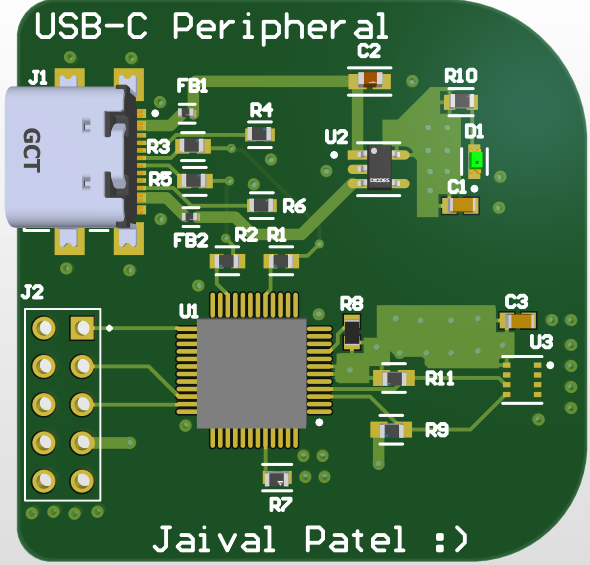 USB-C Peripheral
C2
J1
FB1
R10
GCT
R4
R3
U2
D1
DIODES
R5
C1
R6
FB2
R2 R1
J2
U1
R8
C3
U3
R11
R9
R7
Jaival Patel :)